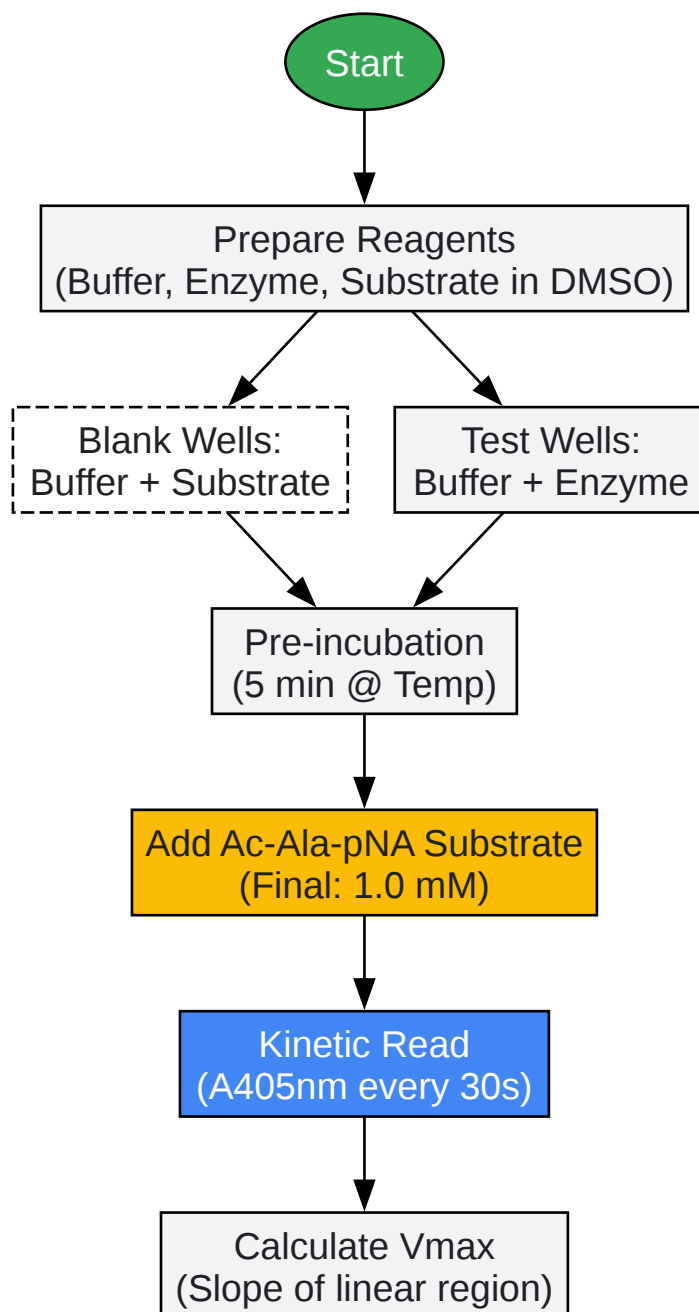 Start
Prepare Reagents
(Buffer, Enzyme, Substrate in DMSO)
Blank Wells:
Buffer + Substrate
Test Wells:
Buffer + Enzyme
Pre-incubation
(5 min @ Temp)
Add Ac-Ala-pNA Substrate
(Final: 1.0 mM)
Kinetic Read
(A405nm every 30s)
Calculate Vmax
(Slope of linear region)